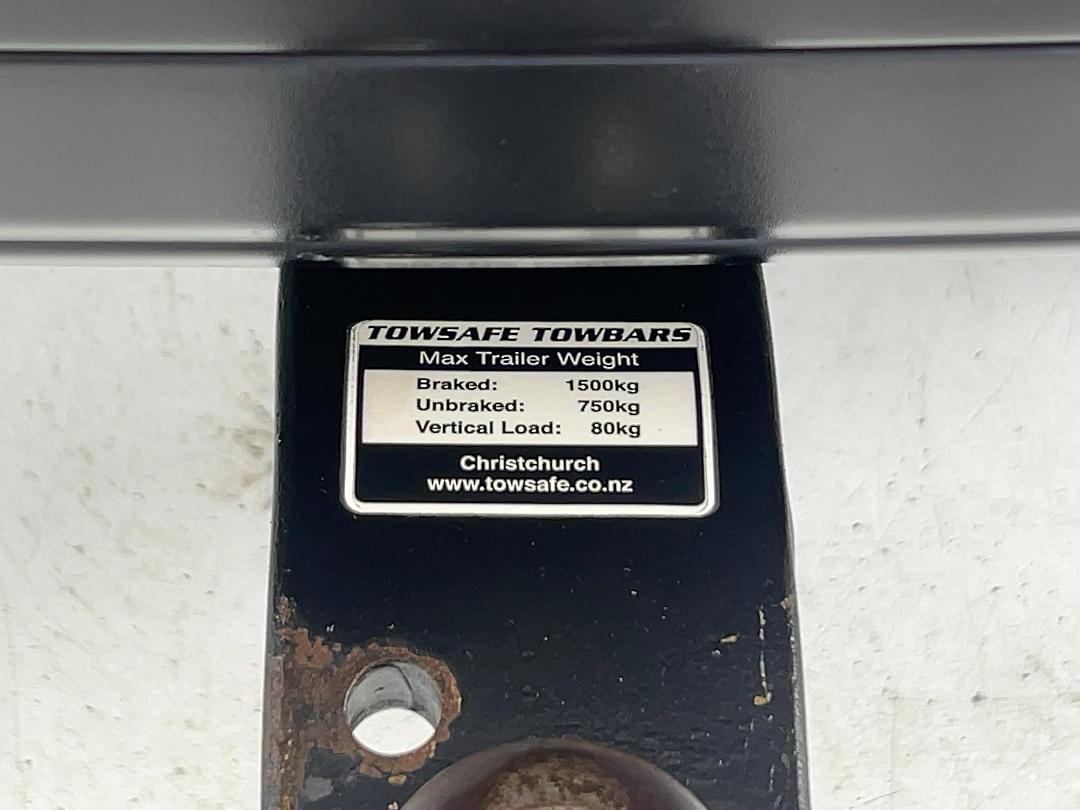 TOWSAFE TOWBARS
Max Trailer Weight
Braked: 1500kg
Unbraked: 750kg
Vertical Load: 80kg
Christchurch
www.towsafe.co.nz